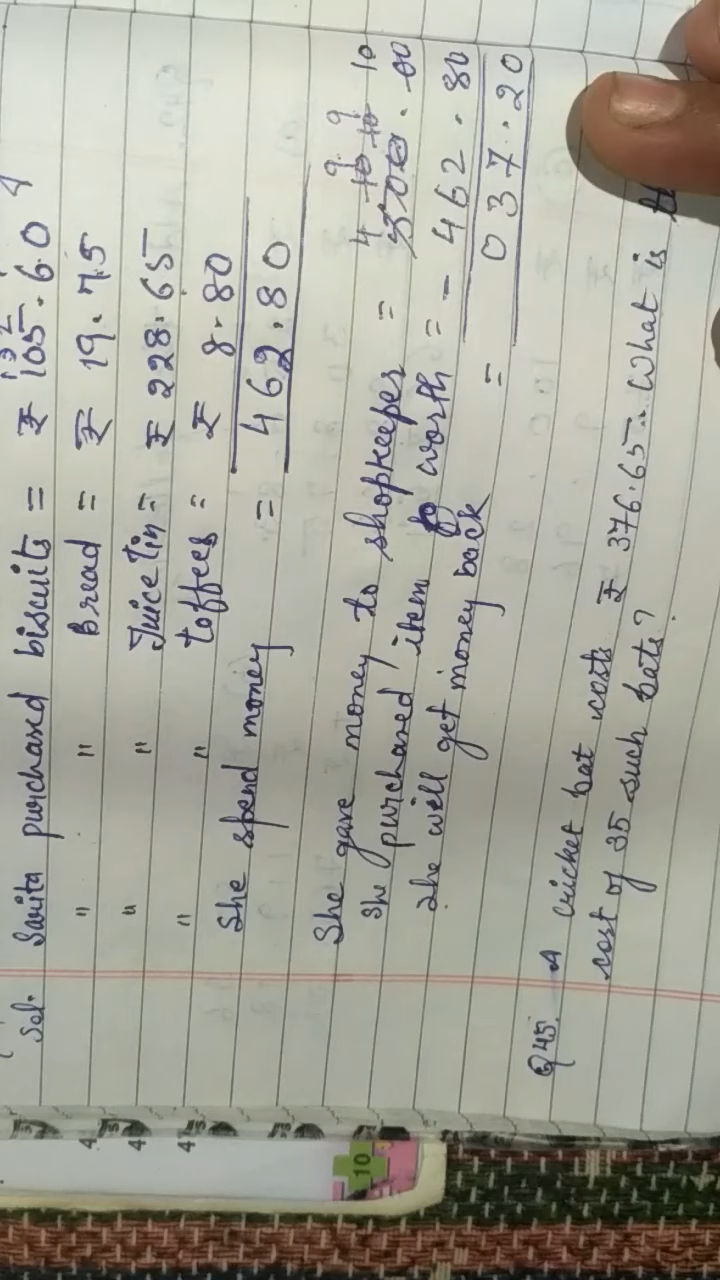 Sol. Sarita purchased biscuits = ₹ 105.60
" " Bread = ₹ 19.75
" " Juice tin = ₹ 228.65
" " toffees = ₹ 8.80
She spend money = 462.80
She gave money to shopkeeper = 500.00
She purchased item worth = - 462.80
She will get money back = 037.20
Q45. A cricket bat costs ₹ 376.65. What is the
cost of 35 such bats?
10